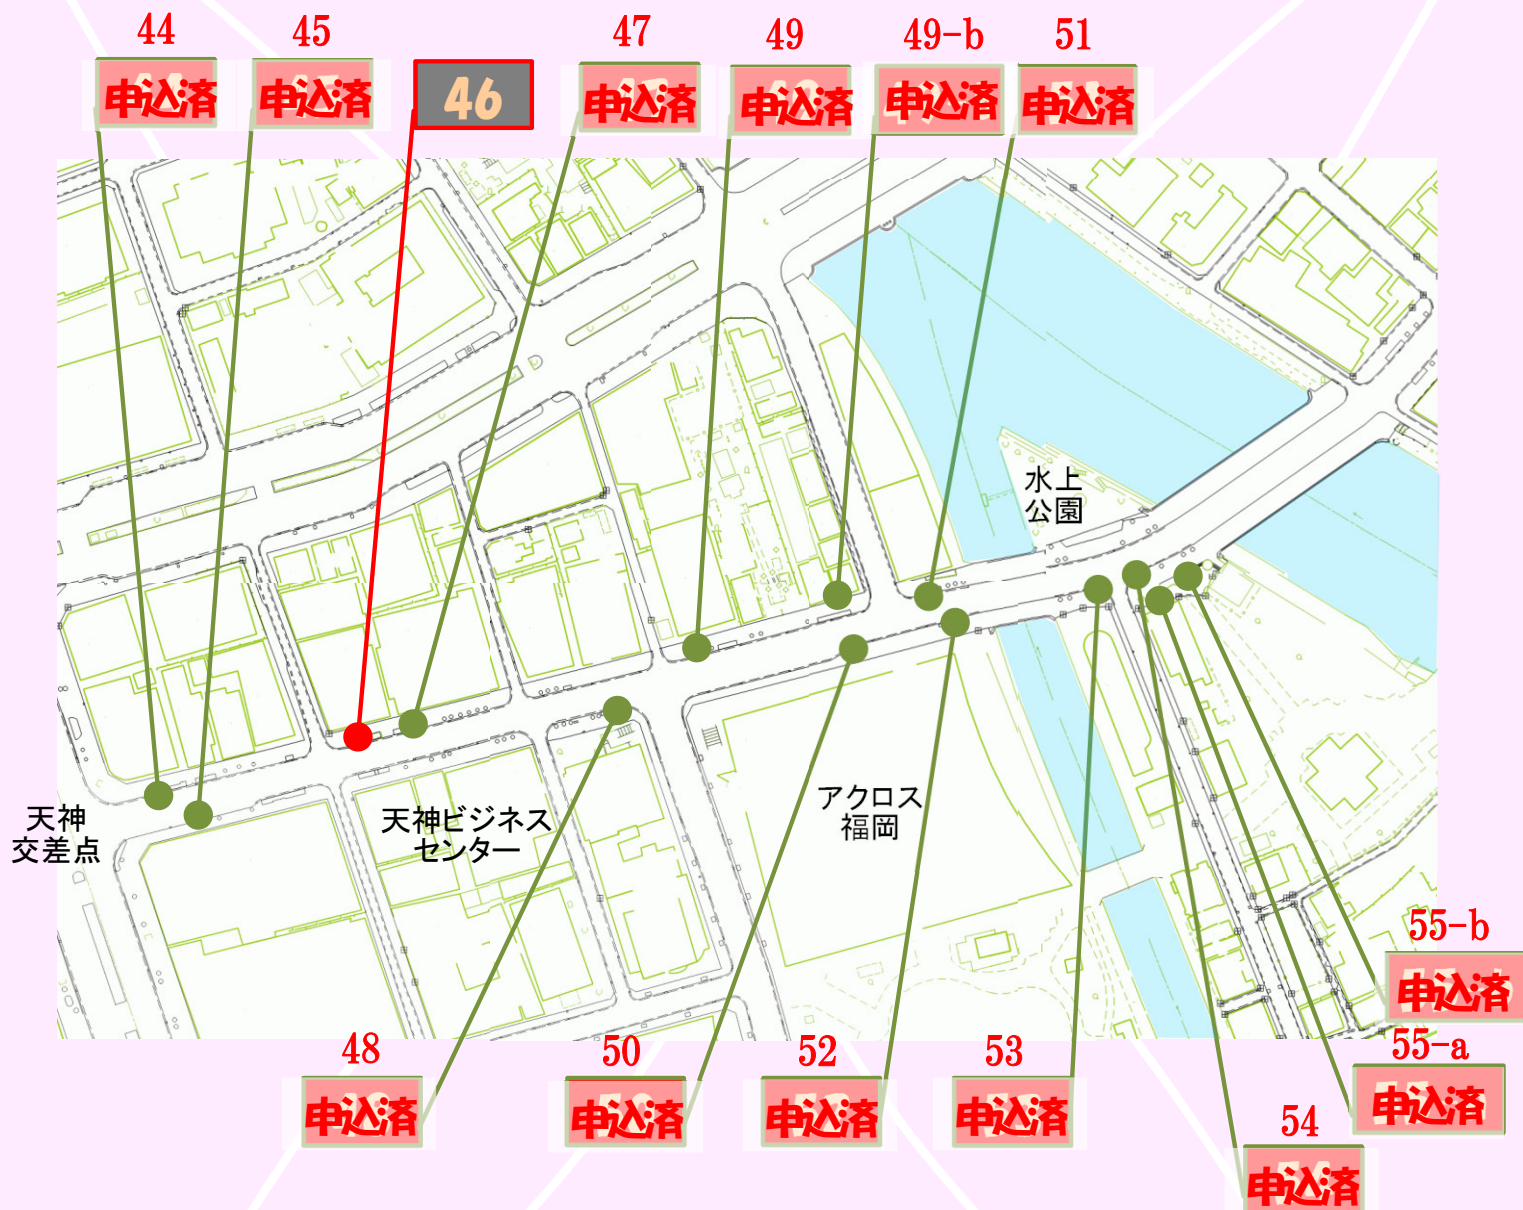 44
45
47
49
49-b
51
申込済
申込済
46
申込済
申込済
申込済
申込済
水上
公園
天神
交差点
天神ビジネス
センター
アクロス
福岡
55-b
申込済
48
50
52
53
55-a
申込済
申込済
申込済
申込済
申込済
54
申込済